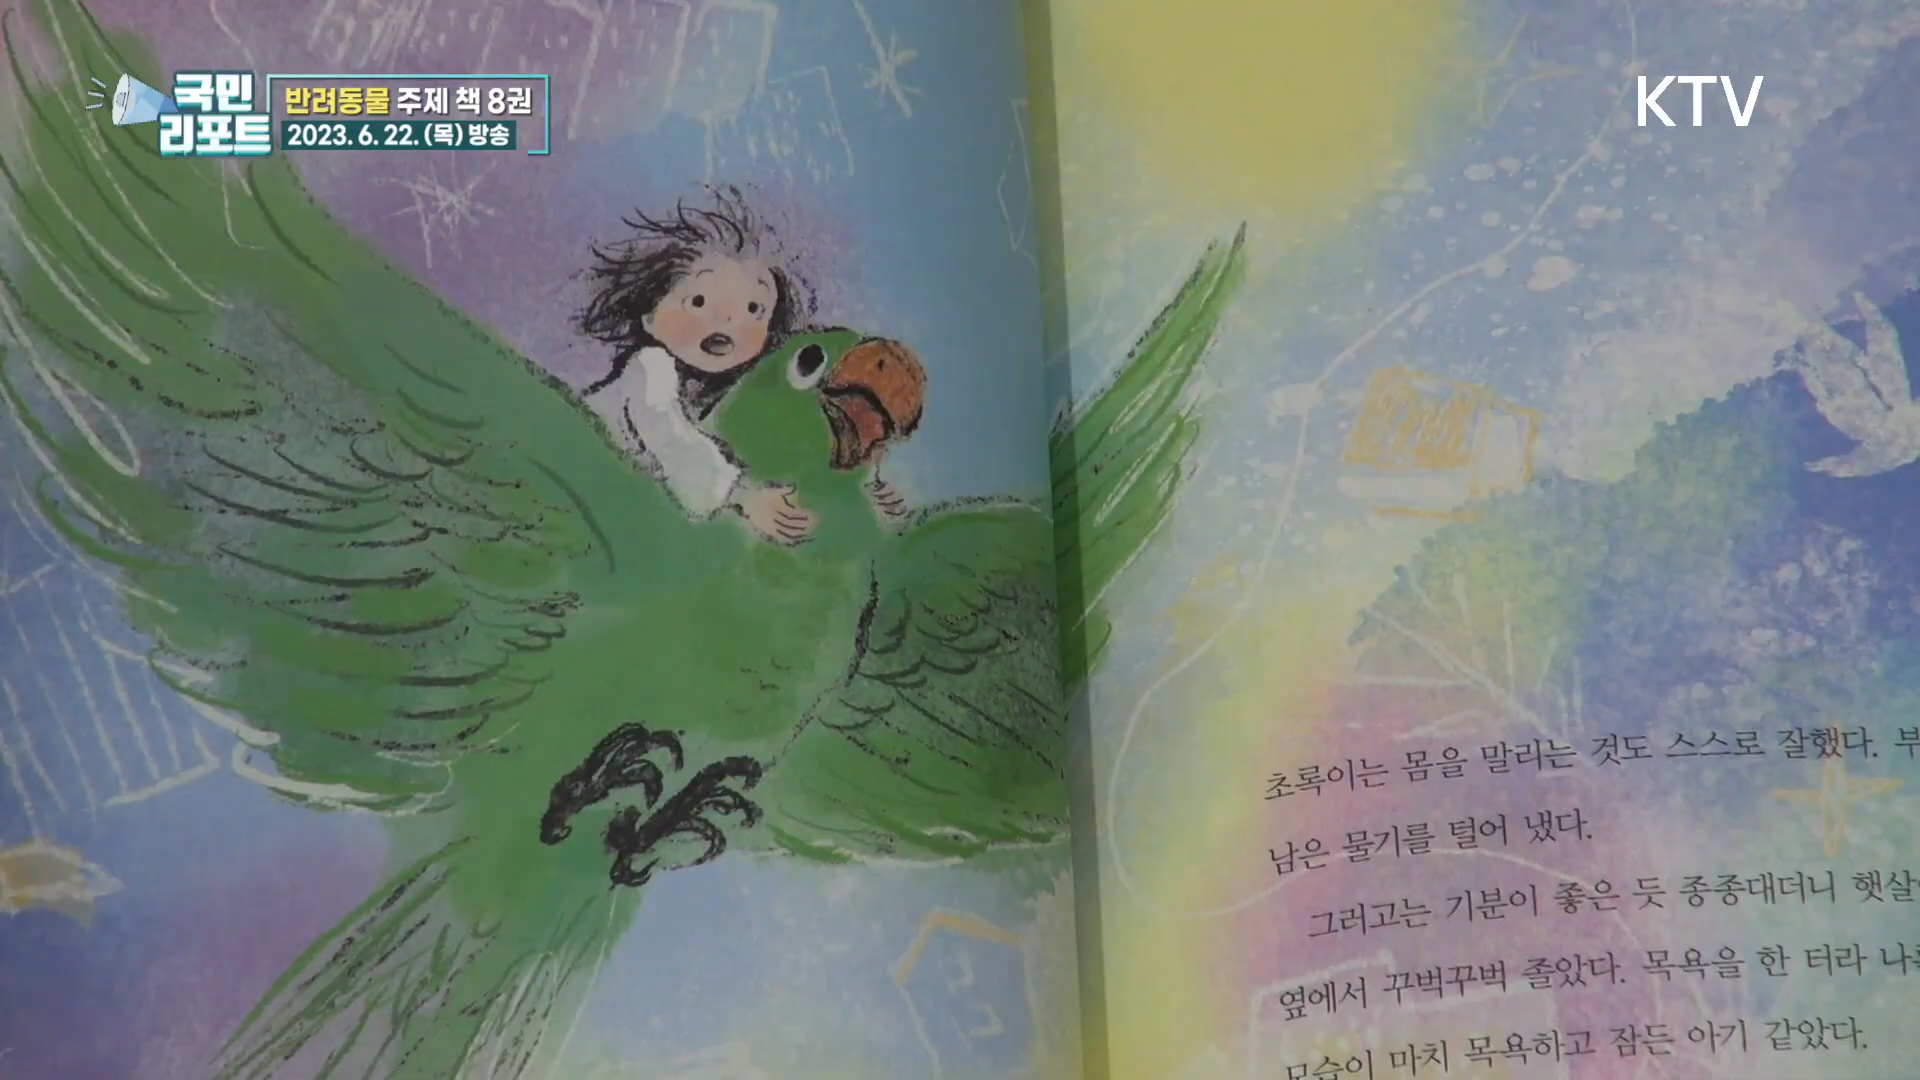 국민
리포트
반려동물 주제 책 8권
2023. 6. 22. (목) 방송
KTV
초록이는 몸을 말리는 것도 스스로 잘했다.
남은 물기를 털어 냈다.
그러고는 기분이 좋은 듯 종종대더니
옆에서 꾸벅꾸벅 졸았다. 목욕을 한 터라
모습이 마치 목욕하고 잠든 아기 같았다.